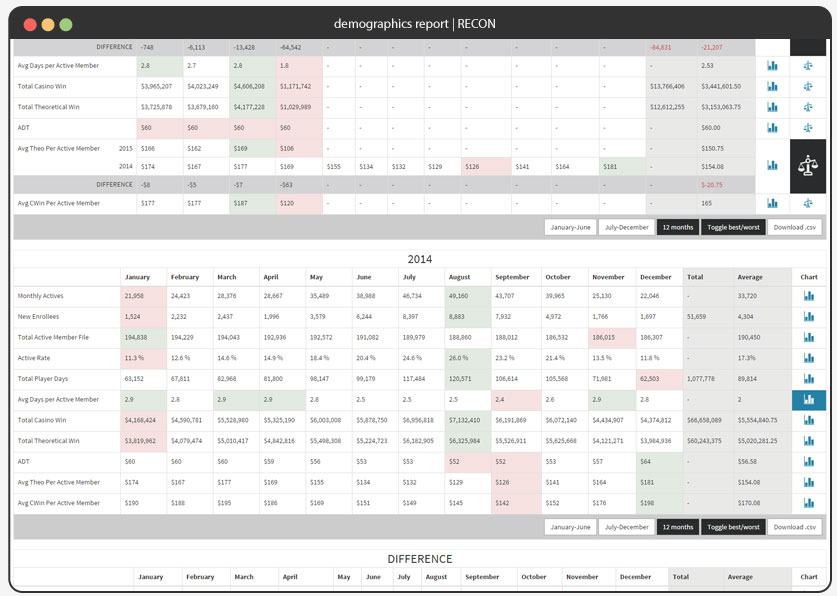 demographics report | RECON
DIFFERENCE -748 -6,113 -13,428 -64,542 - - - - - - - - -84,831 -21,207
Avg Days per Active Member 2.8 2.7 2.8 1.8 - - - - - - - - - 2.53
Total Casino Win $3,965,207 $4,023,249 $4,606,208 $1,171,742 - - - - - - - - $13,766,406 $3,441,601.50
Total Theoretical Win $3,725,878 $3,679,160 $4,177,228 $1,029,989 - - - - - - - - $12,612,255 $3,153,063.75
ADT $60 $60 $60 $60 - - - - - - - - - $60.00
Avg Theo Per Active Member 2015 $166 $162 $169 $106 - - - - - - - - - $150.75
2014 $174 $167 $177 $169 $155 $134 $132 $129 $126 $141 $164 $181 - $154.08
DIFFERENCE -$8 -$5 -$7 -$63 - - - - - - - - - $-20.75
Avg CWin Per Active Member $177 $177 $187 $120 - - - - - - - - - 165
January-June July-December 12 months Toggle best/worst Download .csv
2014
January February March April May June July August September October November December Total Average Chart
Monthly Actives 21,958 24,423 28,376 28,667 35,489 38,988 46,734 49,160 43,707 39,965 25,130 22,046 - 33,720
New Enrollees 1,524 2,232 2,437 1,996 3,579 6,244 8,397 8,883 7,932 4,972 1,766 1,697 51,659 4,304
Total Active Member File 194,838 194,229 194,043 192,936 192,572 191,082 189,979 188,860 188,012 186,532 186,015 186,307 - 190,450
Active Rate 11.3 % 12.6 % 14.6 % 14.9 % 18.4 % 20.4 % 24.6 % 26.0 % 23.2 % 21.4 % 13.5 % 11.8 % - 17.3%
Total Player Days 63,152 67,811 82,968 81,800 98,147 99,179 117,484 120,571 106,614 105,568 71,981 62,503 1,077,778 89,814
Avg Days per Active Member 2.9 2.8 2.9 2.9 2.8 2.5 2.5 2.5 2.4 2.6 2.9 2.8 - 2
Total Casino Win $4,168,424 $4,590,781 $5,528,980 $5,325,190 $6,003,008 $5,878,750 $6,956,818 $7,132,410 $6,191,869 $6,072,140 $4,434,907 $4,374,812 $66,658,089 $5,554,840.75
Total Theoretical Win $3,819,962 $4,079,474 $5,010,417 $4,842,816 $5,498,308 $5,224,723 $6,182,905 $6,325,984 $5,526,911 $5,625,668 $4,121,271 $3,984,936 $60,243,375 $5,020,281.25
ADT $60 $60 $60 $59 $56 $53 $53 $52 $52 $53 $57 $64 - $56.58
Avg Theo Per Active Member $174 $167 $177 $169 $155 $134 $132 $129 $126 $141 $164 $181 - $154.08
Avg CWin Per Active Member $190 $188 $195 $186 $169 $151 $149 $145 $142 $152 $176 $198 - $170.08
January-June July-December 12 months Toggle best/worst Download .csv
DIFFERENCE
January February March April May June July August September October November December Total Average Chart